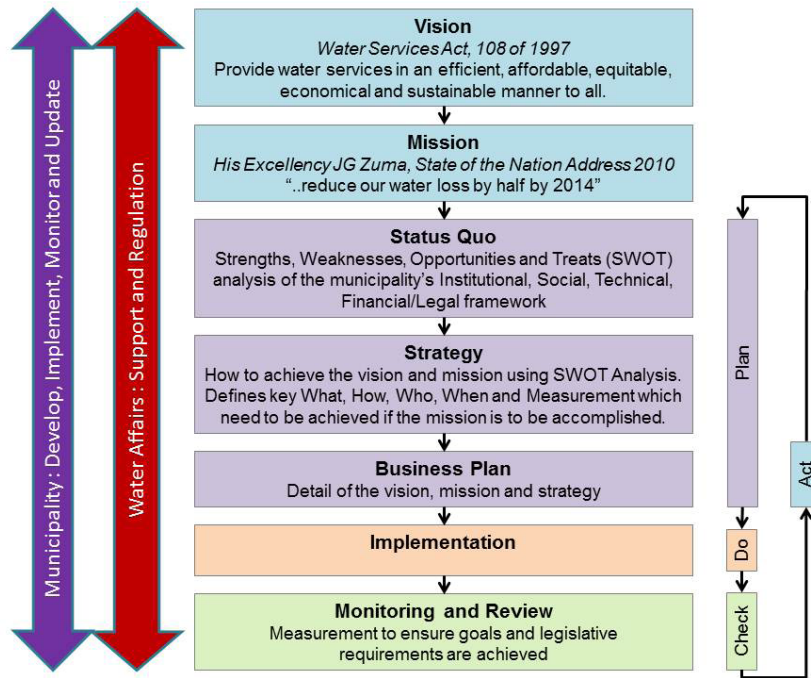 Municipality : Develop, Implement, Monitor and Update
Water Affairs : Support and Regulation
Vision
Water Services Act, 108 of 1997
Provide water services in an efficient, affordable, equitable,
economical and sustainable manner to all.
Mission
His Excellency JG Zuma, State of the Nation Address 2010
“..reduce our water loss by half by 2014”
Status Quo
Strengths, Weaknesses, Opportunities and Treats (SWOT)
analysis of the municipality’s Institutional, Social, Technical,
Financial/Legal framework
Strategy
How to achieve the vision and mission using SWOT Analysis.
Defines key What, How, Who, When and Measurement which
need to be achieved if the mission is to be accomplished.
Business Plan
Detail of the vision, mission and strategy
Implementation
Monitoring and Review
Measurement to ensure goals and legislative
requirements are achieved
Plan
Do
Check
Act